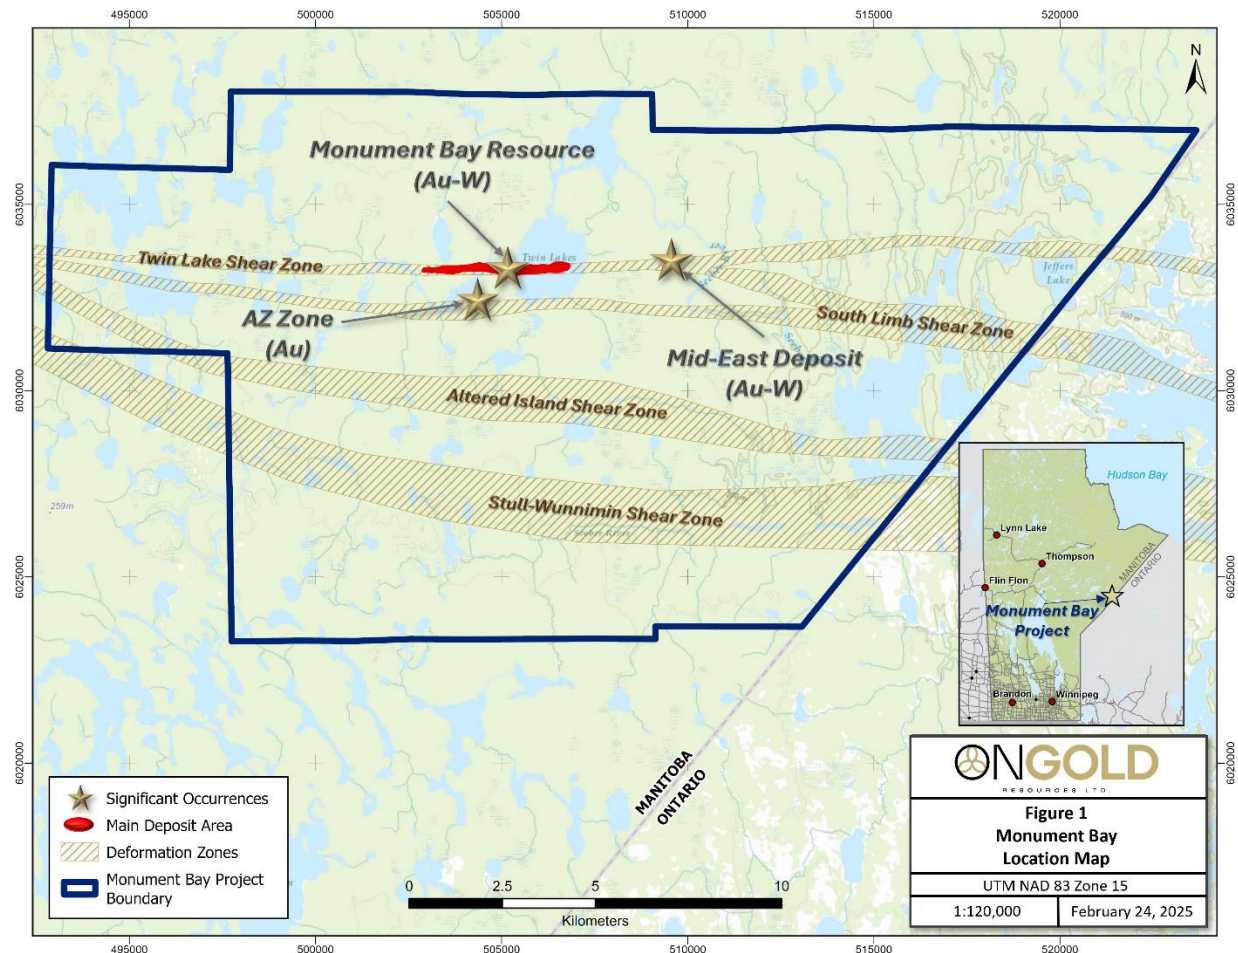 495000
500000
505000
510000
515000
520000
N
Monument Bay Resource
(Au-W)
6035000
6035000
Twin Lake Shear Zone
Twin Lakes
Jeffers
Lake
AZ Zone
(Au)
South Limb Shear Zone
Mid-East Deposit
(Au-W)
6030000
6030000
Altered Island Shear Zone
Stull-Wunnimin Shear Zone
Seeber River
259m
6025000
6025000
Hudson Bay
Lynn Lake
Thompson
Flin Flon
MANITOBA
ONTARIO
Monument Bay
Project
Brandon
Winnipeg
6020000
6020000
MANITOBA
ONTARIO
Significant Occurrences
Main Deposit Area
Deformation Zones
Monument Bay Project
Boundary
0
2.5
5
10
Kilometers
ONGOLD
RESOURCES LTD.
Figure 1
Monument Bay
Location Map
UTM NAD 83 Zone 15
1:120,000
February 24, 2025
495000
500000
505000
510000
515000
520000